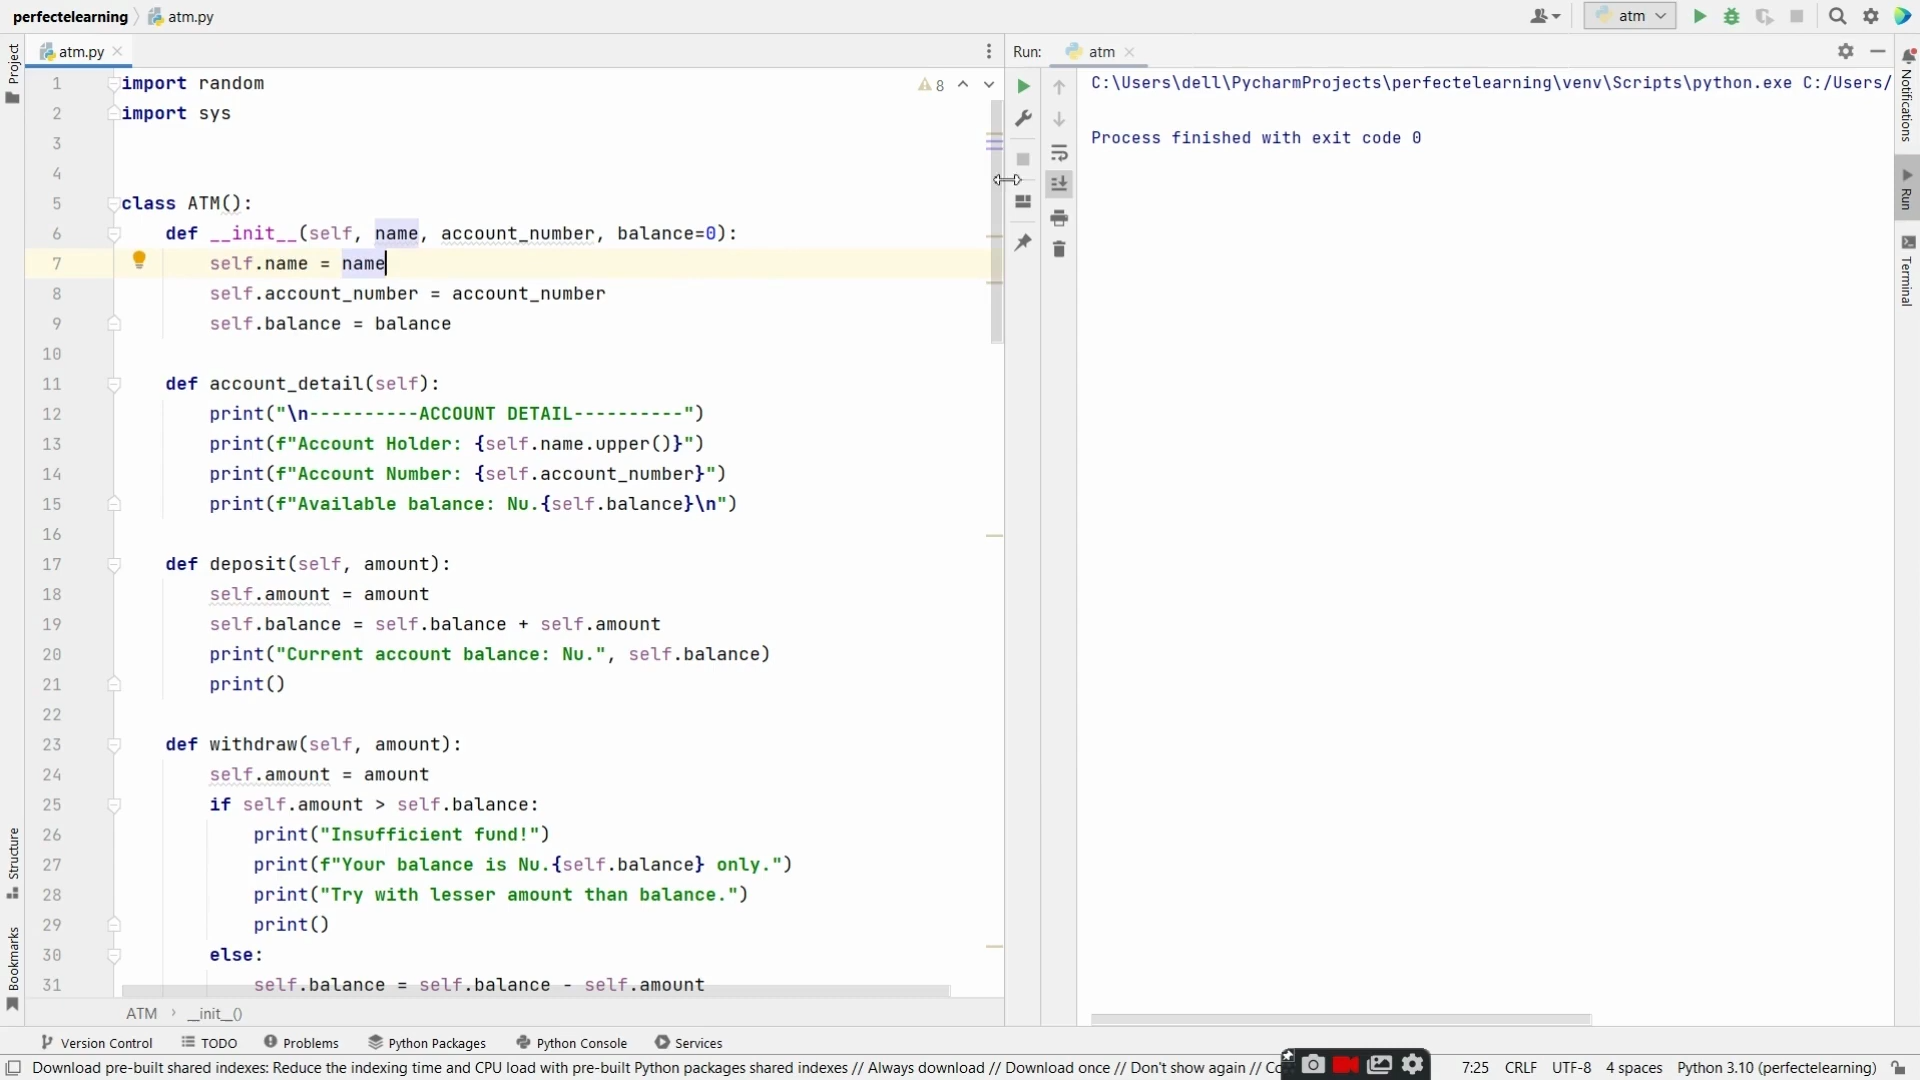 perfectelearning
atm.py
atm
Project
atm.py
Run:
atm
1 import random
8
2 import sys
3
4
5 class ATM():
6     def __init__(self, name, account_number, balance=0):
7         self.name = name
8         self.account_number = account_number
9         self.balance = balance
10
11     def account_detail(self):
12         print("\n----------ACCOUNT DETAIL----------")
13         print(f"Account Holder: {self.name.upper()}")
14         print(f"Account Number: {self.account_number}")
15         print(f"Available balance: Nu.{self.balance}\n")
16
17     def deposit(self, amount):
18         self.amount = amount
19         self.balance = self.balance + self.amount
20         print("Current account balance: Nu.", self.balance)
21         print()
22
23     def withdraw(self, amount):
24         self.amount = amount
25         if self.amount > self.balance:
26             print("Insufficient fund!")
27             print(f"Your balance is Nu.{self.balance} only.")
28             print("Try with lesser amount than balance.")
29             print()
30         else:
31             self.balance = self.balance - self.amount
C:\Users\dell\PycharmProjects\perfectelearning\venv\Scripts\python.exe C:/Users/
Process finished with exit code 0
Notifications
Run
Terminal
Structure
Bookmarks
ATM
__init__()
Version Control
TODO
Problems
Python Packages
Python Console
Services
Download pre-built shared indexes: Reduce the indexing time and CPU load with pre-built Python packages shared indexes // Always download // Download once // Don't show again //
7:25
CRLF
UTF-8
4 spaces
Python 3.10 (perfectelearning)